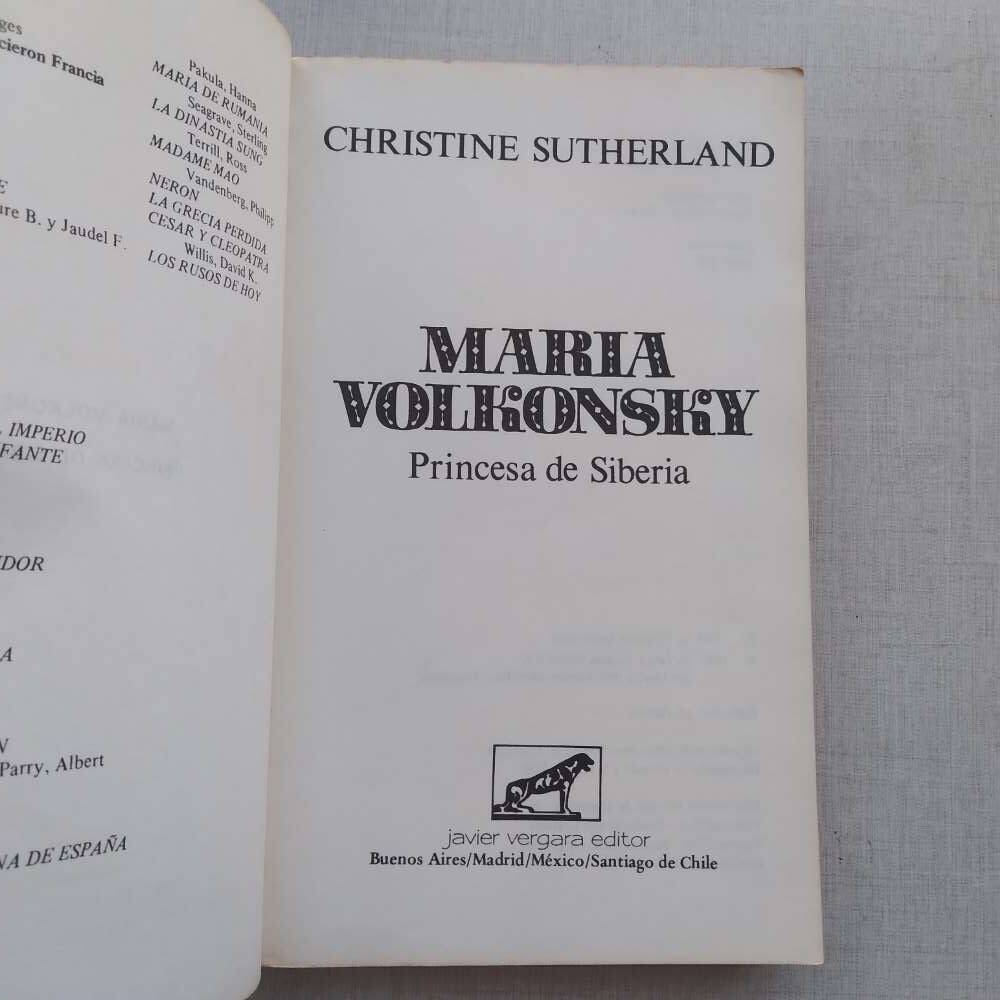 ges
cieron Francia
E
ure B. y Jaudel F.
IMPERIO
FANTE
IDOR
A
V
Parry, Albert
NA DE ESPAÑA
Pakula, Hanna
MARIA DE RUMANIA
Seagrave, Sterling
LA DINASTIA SUNG
Terrill, Ross
MADAME MAO
Vandenberg, Philipp
NERON
LA GRECIA PERDIDA
CESAR Y CLEOPATRA
Willis, David K.
LOS RUSOS DE HOY
CHRISTINE SUTHERLAND
MARIA
VOLKONSKY
Princesa de Siberia
javier vergara editor
Buenos Aires/Madrid/México/Santiago de Chile